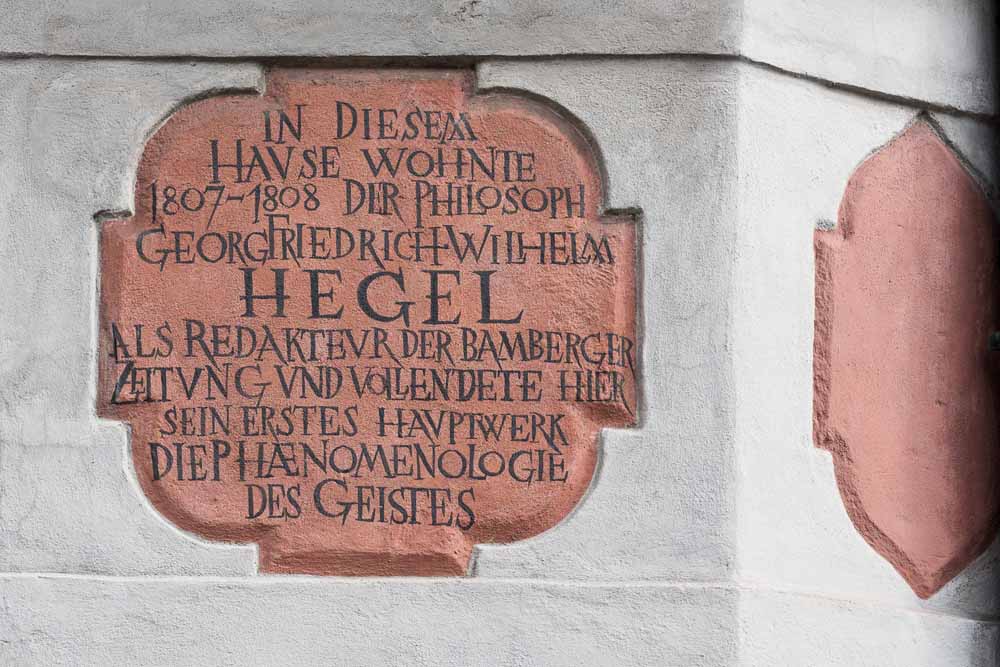 IN DIESEM
HAVSE WOHNTE
1807-1808 DER PHILOSOPH
GEORG FRIEDRICH WILHELM
HEGEL
ALS REDAKTEVR DER BAMBERGER
ZEITVNG VND VOLLENDETE HIER
SEIN ERSTES HAVPTWERK
DIE PHÆNOMENOLOGIE
DES GEISTES